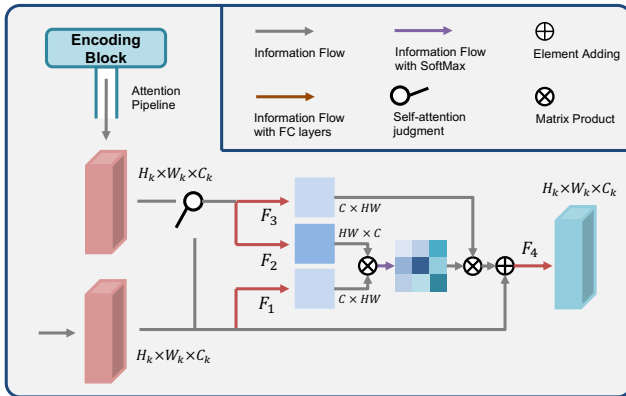 Encoding
Block
Attention
Pipeline
Information Flow
Information Flow
with SoftMax
Element Adding
Information Flow
with FC layers
Self-attention
judgment
Matrix Product
H_k×W_k×C_k
F_3
C × HW
HW × C
F_2
F_1
C × HW
H_k×W_k×C_k
F_4
H_k×W_k×C_k